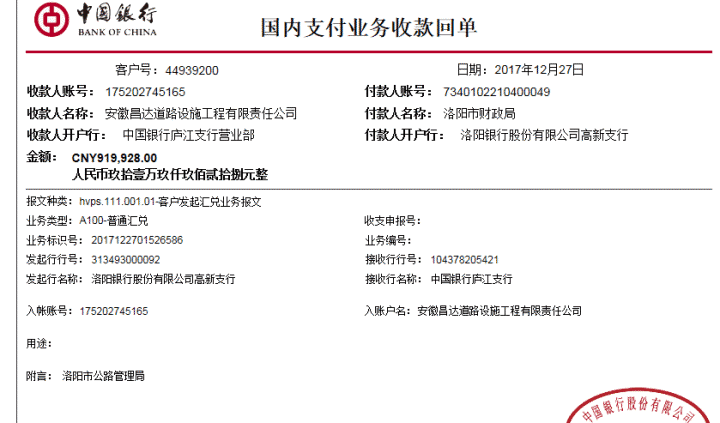 中国银行
BANK OF CHINA
国内支付业务收款回单
客户号：44939200 日期：2017年12月27日
收款人账号：175202745165 付款人账号：7340102210400049
收款人名称：安徽昌达道路设施工程有限责任公司 付款人名称：洛阳市财政局
收款人开户行：中国银行庐江支行营业部 付款人开户行：洛阳银行股份有限公司高新支行
金额：CNY919,928.00
人民币玖拾壹万玖仟玖佰贰拾捌元整
报文种类：hvps.111.001.01-客户发起汇兑业务报文
业务类型：A100-普通汇兑 收支申报号：
业务标识号：2017122701526586 业务编号：
发起行行号：313493000092 接收行行号：104378205421
发起行名称：洛阳银行股份有限公司高新支行 接收行名称：中国银行庐江支行
入帐账号：175202745165 入账户名：安徽昌达道路设施工程有限责任公司
用途：
附言：洛阳市公路管理局
中国银行股份有限公司